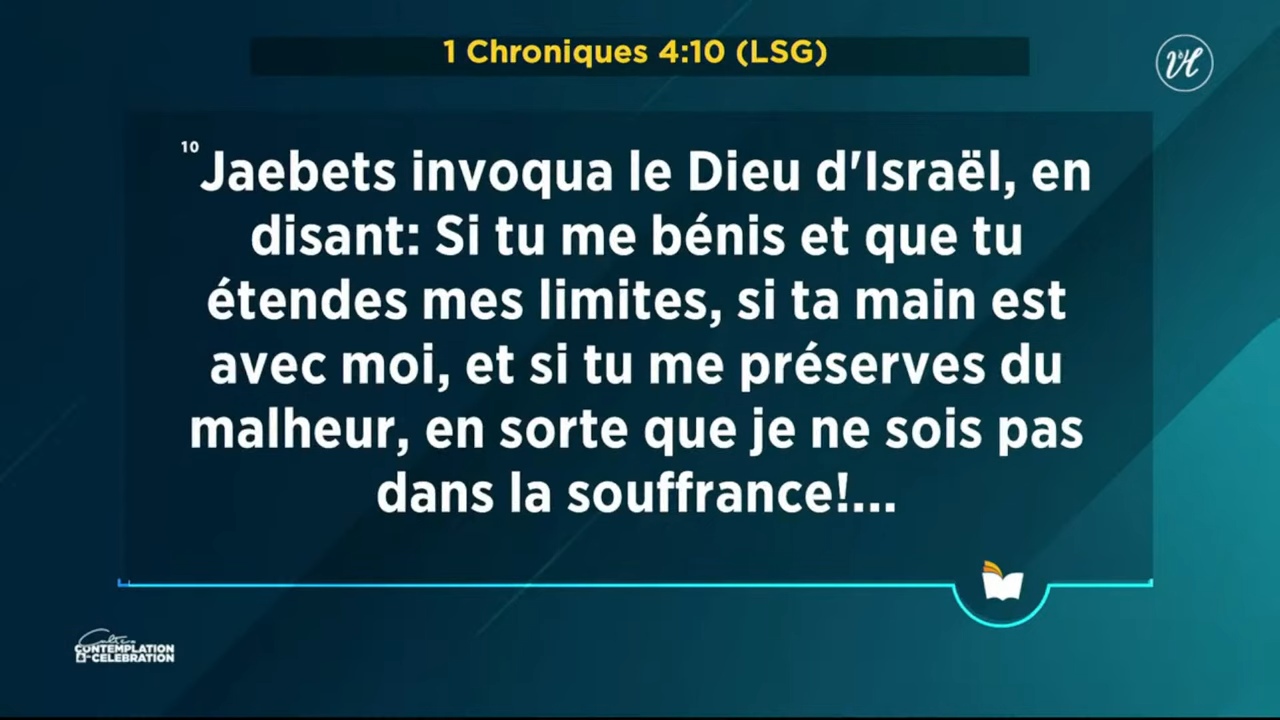 1 Chroniques 4:10 (LSG)
10 Jaebets invoqua le Dieu d'Israël, en
disant: Si tu me bénis et que tu
étendes mes limites, si ta main est
avec moi, et si tu me préserves du
malheur, en sorte que je ne sois pas
dans la souffrance!...
Culte
CONTEMPLATION
CELEBRATION